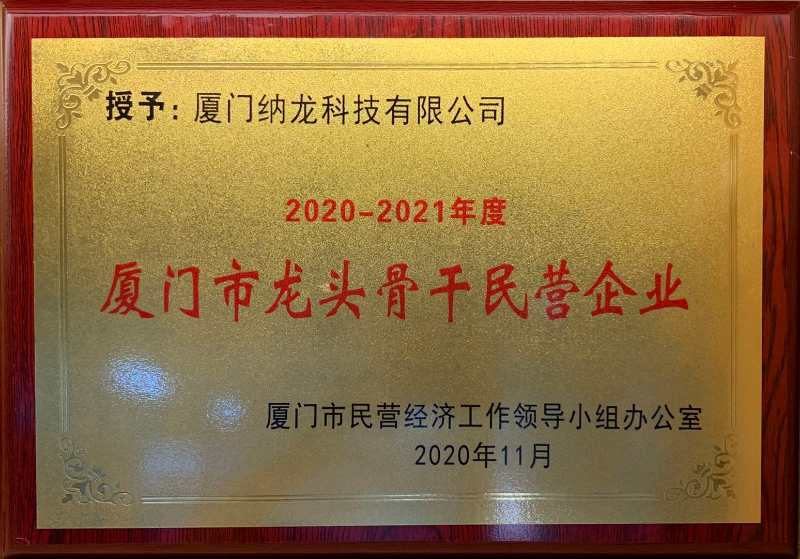 授予：厦门纳龙科技有限公司
2020-2021年度
厦门市龙头骨干民营企业
厦门市民营经济工作领导小组办公室
2020年11月